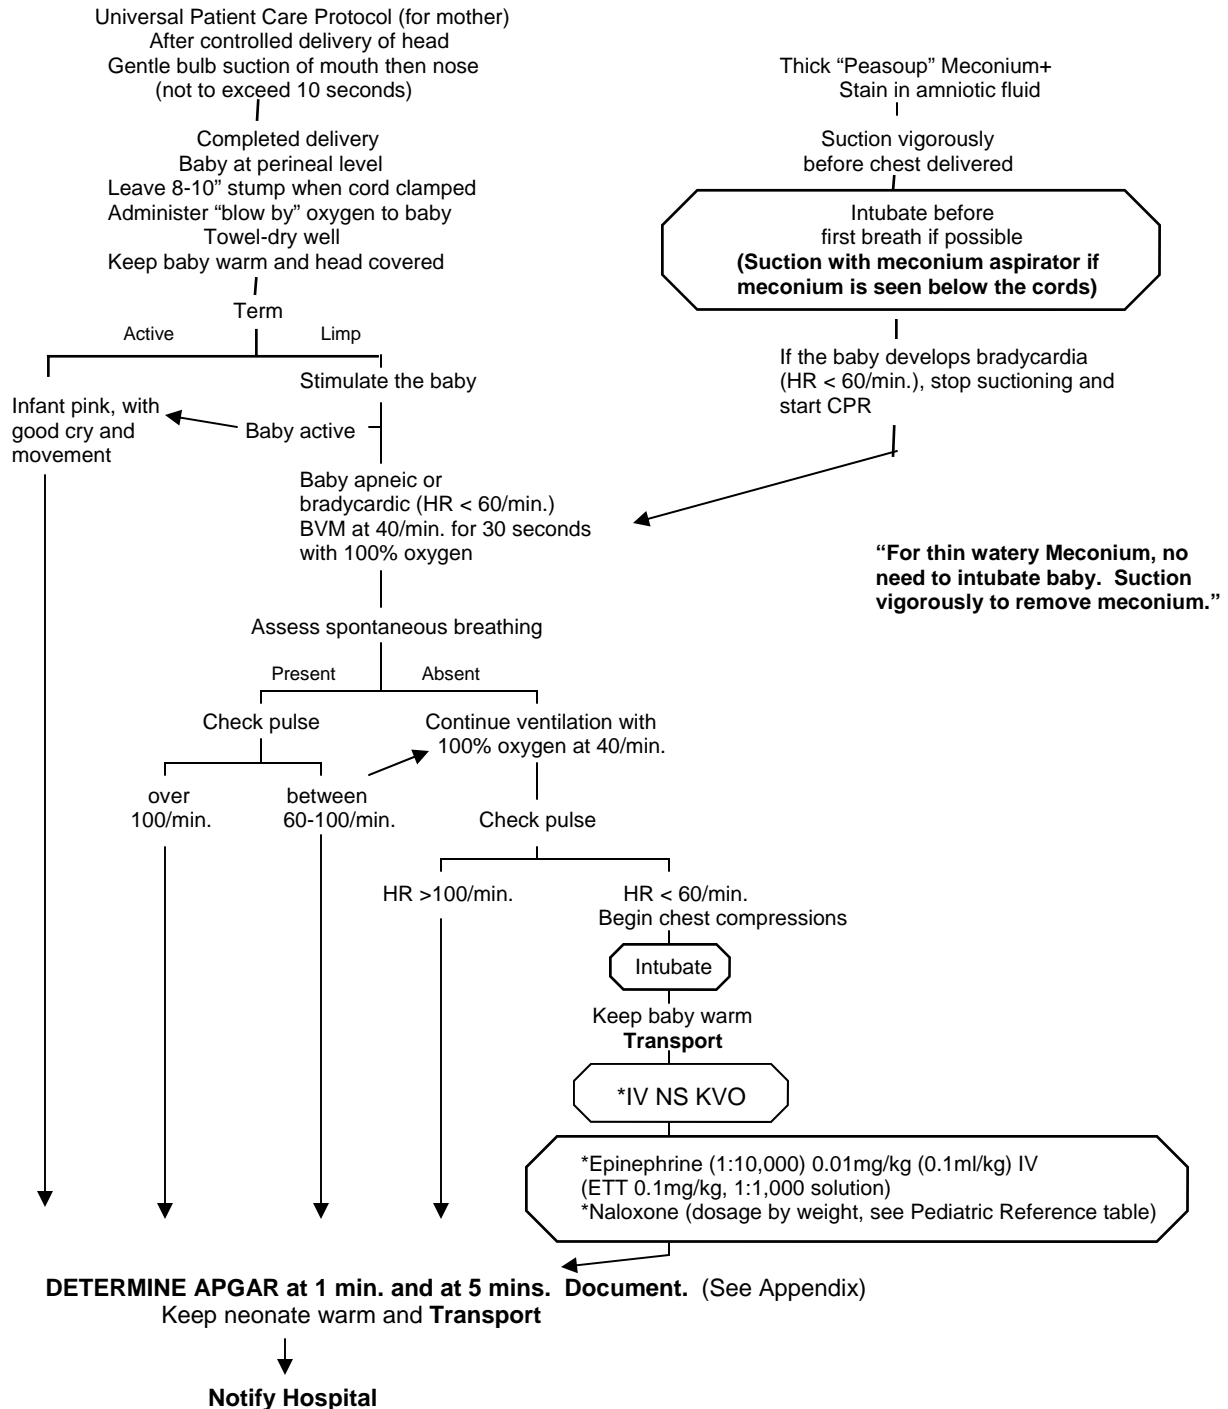 Universal Patient Care Protocol (for mother)
After controlled delivery of head
Gentle bulb suction of mouth then nose
(not to exceed 10 seconds)
Completed delivery
Baby at perineal level
Leave 8-10” stump when cord clamped
Administer “blow by” oxygen to baby
Towel-dry well
Keep baby warm and head covered
Term
Active
Limp
Stimulate the baby
Infant pink, with
good cry and
movement
Baby active
Baby apneic or
bradycardic (HR < 60/min.)
BVM at 40/min. for 30 seconds
with 100% oxygen
Thick “Peasoup” Meconium+
Stain in amniotic fluid
Suction vigorously
before chest delivered
Intubate before
first breath if possible
(Suction with meconium aspirator if
meconium is seen below the cords)
If the baby develops bradycardia
(HR < 60/min.), stop suctioning and
start CPR
“For thin watery Meconium, no
need to intubate baby.  Suction
vigorously to remove meconium.”
Assess spontaneous breathing
Present
Absent
Check pulse
Continue ventilation with
100% oxygen at 40/min.
over
100/min.
between
60-100/min.
Check pulse
HR >100/min.
HR < 60/min.
Begin chest compressions
Intubate
Keep baby warm
Transport
*IV NS KVO
*Epinephrine (1:10,000) 0.01mg/kg (0.1ml/kg) IV
(ETT 0.1mg/kg, 1:1,000 solution)
*Naloxone (dosage by weight, see Pediatric Reference table)
DETERMINE APGAR at 1 min. and at 5 mins.  Document.  (See Appendix)
Keep neonate warm and Transport
Notify Hospital